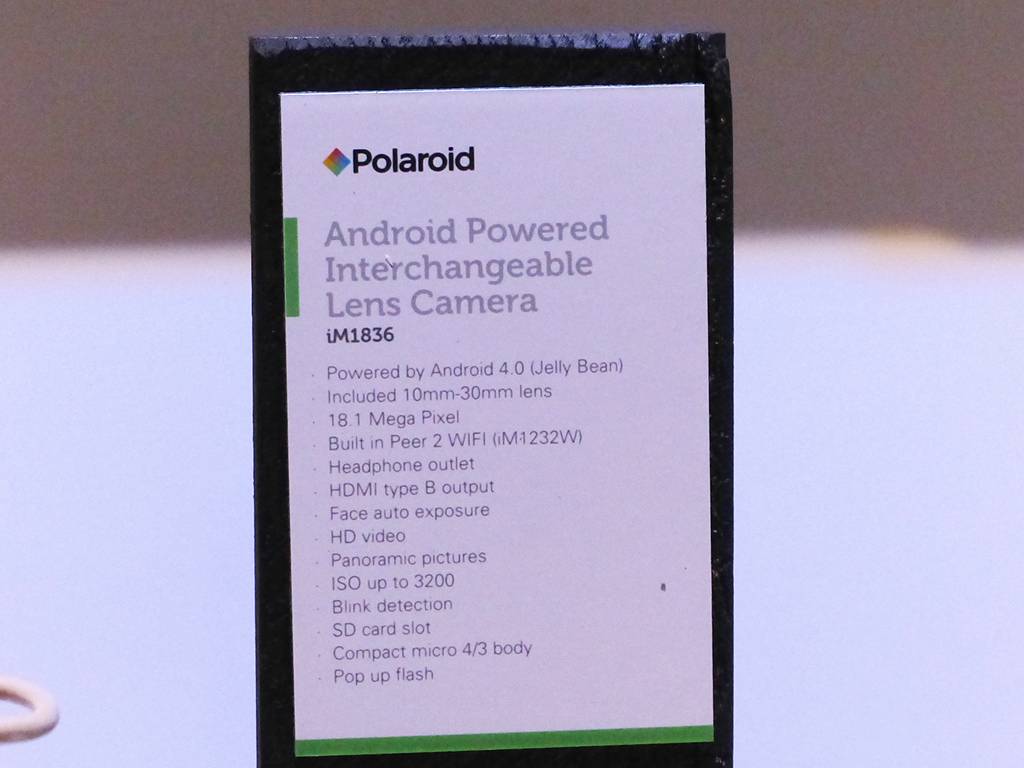 Polaroid
Android Powered
Interchangeable
Lens Camera
iM1836
· Powered by Android 4.0 (Jelly Bean)
· Included 10mm-30mm lens
· 18.1 Mega Pixel
· Built in Peer 2 WIFI (iM1232W)
· Headphone outlet
· HDMI type B output
· Face auto exposure
· HD video
· Panoramic pictures
· ISO up to 3200
· Blink detection
· SD card slot
· Compact micro 4/3 body
· Pop up flash